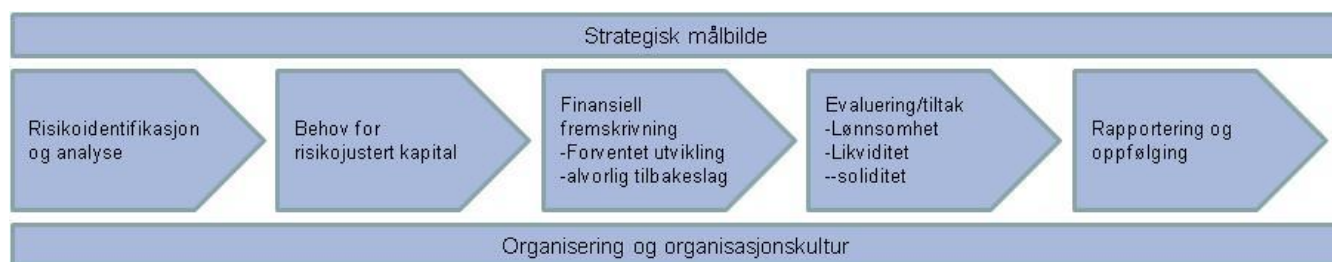 Strategisk målbilde
Risikoidentifikasjon
og analyse
Behov for
risikojustert kapital
Finansiell
fremskrivning
-Forventet utvikling
-alvorlig tilbakeslag
Evaluering/tiltak
-Lønnsomhet
-Likviditet
--soliditet
Rapportering og
oppfølging
Organisering og organisasjonskultur